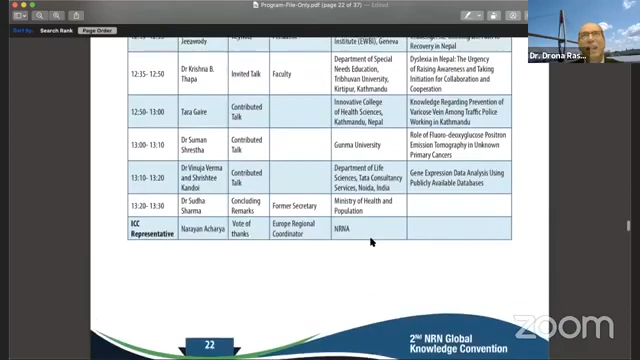 Program-File-Only.pdf (page 22 of 37) — Edited
Sort by: Search Rank Page Order
Jeerawody
Institute (EWBI), Geneva
Recovery in Nepal
12:35- 12:50 Dr Krishna B. Thapa Invited Talk Faculty Department of Special Needs Education, Tribhuvan University, Kirtipur, Kathmandu Dyslexia in Nepal: The Urgency of Raising Awareness and Taking Initiative for Collaboration and Cooperation
12:50- 13:00 Tara Gaire Contributed Talk Innovative College of Health Sciences, Kathmandu, Nepal Knowledge Regarding Prevention of Varicose Vein Among Traffic Police Working in Kathmandu
13:00- 13:10 Dr Suman Shrestha Contributed Talk Gunma University Role of Fluoro-deoxyglucose Positron Emission Tomography in Unknown Primary Cancers
13:10- 13:20 Dr Vinuja Verma and Shrishtee Kandoi Contributed Talk Department of Life Sciences, Tata Consultancy Services, Noida, India Gene Expression Data Analysis Using Publicly Available Databases
13:20- 13:30 Dr Sudha Sharma Concluding Remarks Former Secretary Ministry of Health and Population
ICC Representative Narayan Acharya Vote of thanks Europe Regional Coordinator NRNA
22
2ND NRN Global
Knowledge Convention
Dr. Drona Ras...
zoom